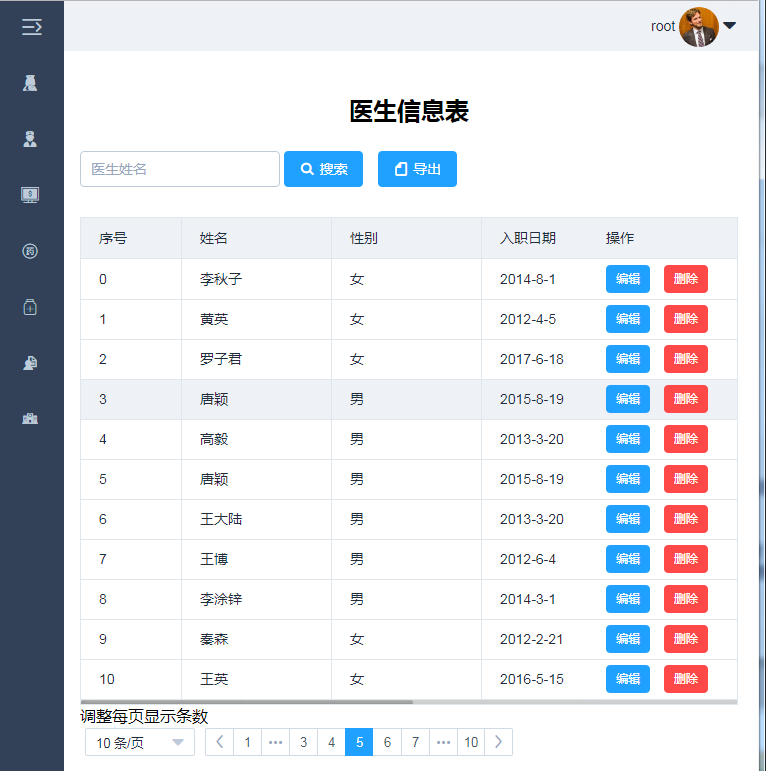 root
医生信息表
医生姓名 搜索 导出
序号 姓名 性别 入职日期 操作
0 李秋子 女 2014-8-1 编辑 删除
1 黄英 女 2012-4-5 编辑 删除
2 罗子君 女 2017-6-18 编辑 删除
3 唐颖 男 2015-8-19 编辑 删除
4 高毅 男 2013-3-20 编辑 删除
5 唐颖 男 2015-8-19 编辑 删除
6 王大陆 男 2013-3-20 编辑 删除
7 王博 男 2012-6-4 编辑 删除
8 李涂锌 男 2014-3-1 编辑 删除
9 秦森 女 2012-2-21 编辑 删除
10 王英 女 2016-5-15 编辑 删除
调整每页显示条数
10 条/页 1 ••• 3 4 5 6 7 ••• 10